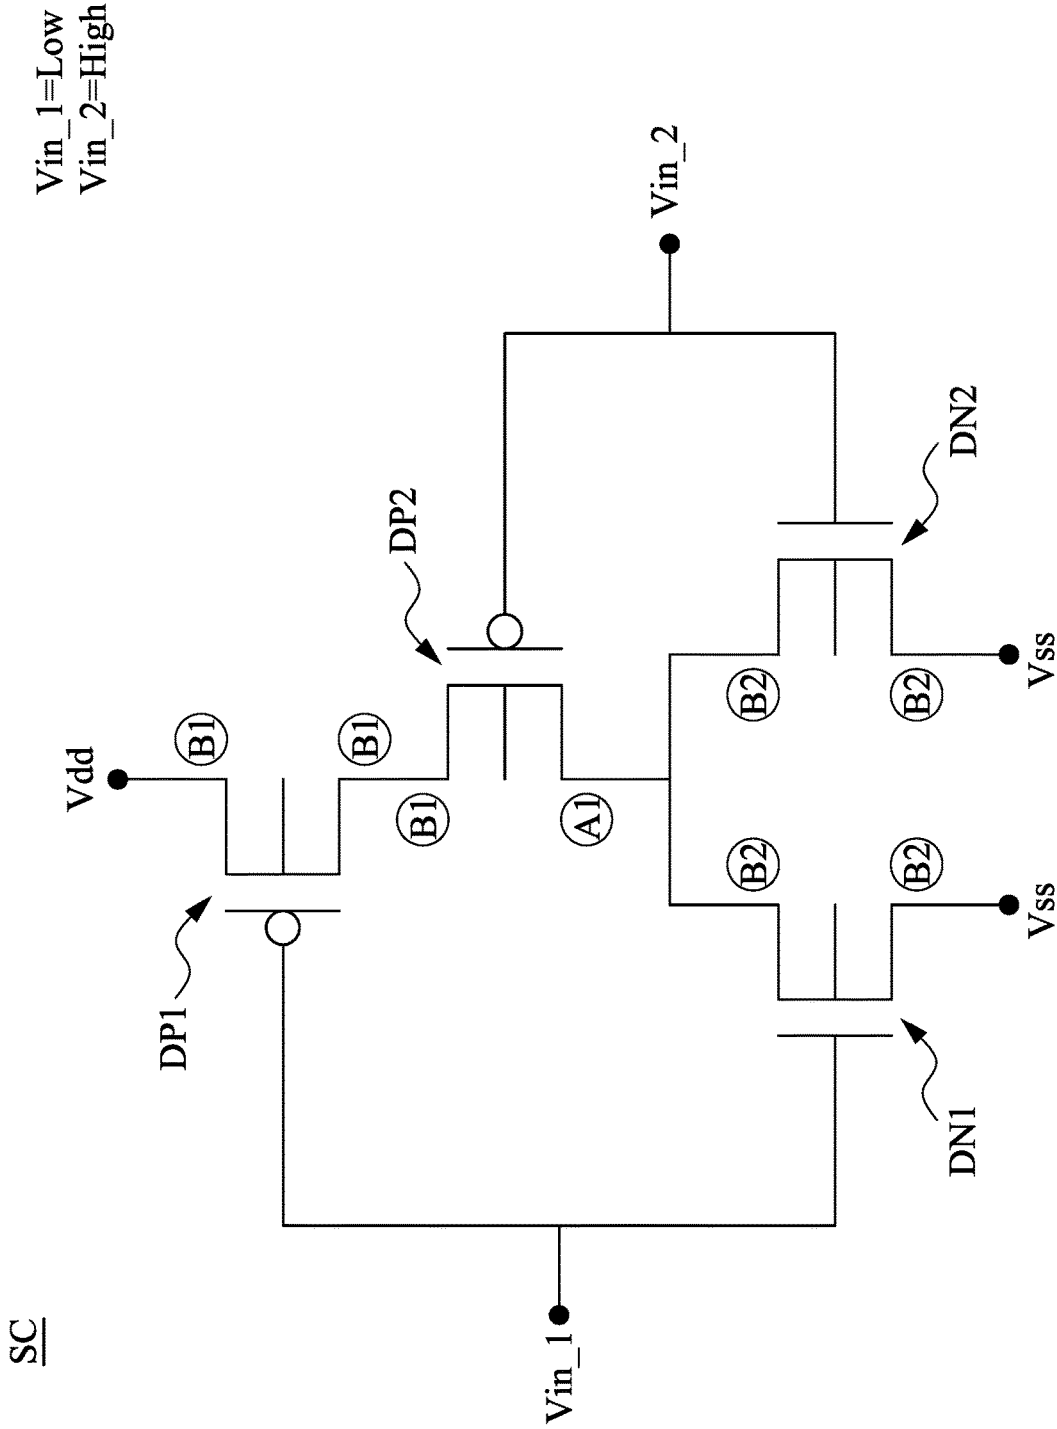 SC
Vin_1=Low
Vin_2=High
Vdd
DP1
B1
B1
DP2
B1
A1
Vin_1
Vin_2
B2
B2
DN1
DN2
B2
B2
Vss
Vss